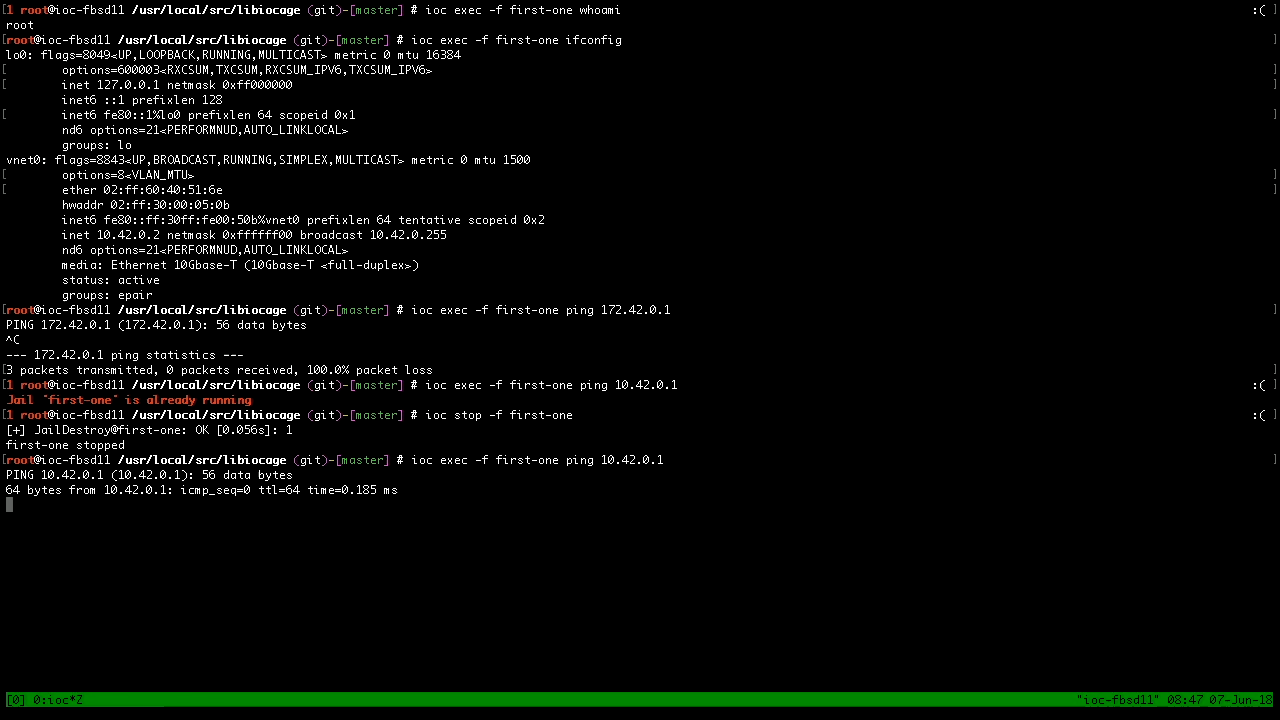 [1 root@ioc-fbsd11 /usr/local/src/libiocage (git)-[master] # ioc exec -f first-one whoami :( ]
root
[root@ioc-fbsd11 /usr/local/src/libiocage (git)-[master] # ioc exec -f first-one ifconfig ]
lo0: flags=8049<UP,LOOPBACK,RUNNING,MULTICAST> metric 0 mtu 16384
[ options=600003<RXCSUM,TXCSUM,RXCSUM_IPV6,TXCSUM_IPV6> ]
[ inet 127.0.0.1 netmask 0xff000000 ]
inet6 ::1 prefixlen 128
[ inet6 fe80::1%lo0 prefixlen 64 scopeid 0x1 ]
nd6 options=21<PERFORMNUD,AUTO_LINKLOCAL>
groups: lo
vnet0: flags=8843<UP,BROADCAST,RUNNING,SIMPLEX,MULTICAST> metric 0 mtu 1500
[ options=8<VLAN_MTU> ]
[ ether 02:ff:60:40:51:6e ]
hwaddr 02:ff:30:00:05:0b
inet6 fe80::ff:30ff:fe00:50b%vnet0 prefixlen 64 tentative scopeid 0x2
inet 10.42.0.2 netmask 0xffffff00 broadcast 10.42.0.255
nd6 options=21<PERFORMNUD,AUTO_LINKLOCAL>
media: Ethernet 10Gbase-T (10Gbase-T <full-duplex>)
status: active
groups: epair
[root@ioc-fbsd11 /usr/local/src/libiocage (git)-[master] # ioc exec -f first-one ping 172.42.0.1 ]
PING 172.42.0.1 (172.42.0.1): 56 data bytes
^C
--- 172.42.0.1 ping statistics ---
[3 packets transmitted, 0 packets received, 100.0% packet loss ]
[1 root@ioc-fbsd11 /usr/local/src/libiocage (git)-[master] # ioc exec -f first-one ping 10.42.0.1 :( ]
Jail 'first-one' is already running
[1 root@ioc-fbsd11 /usr/local/src/libiocage (git)-[master] # ioc stop -f first-one :( ]
[+] JailDestroy@first-one: OK [0.056s]: 1
first-one stopped
[root@ioc-fbsd11 /usr/local/src/libiocage (git)-[master] # ioc exec -f first-one ping 10.42.0.1 ]
PING 10.42.0.1 (10.42.0.1): 56 data bytes
64 bytes from 10.42.0.1: icmp_seq=0 ttl=64 time=0.185 ms
[0] 0:ioc*Z "ioc-fbsd11" 08:47 07-Jun-18